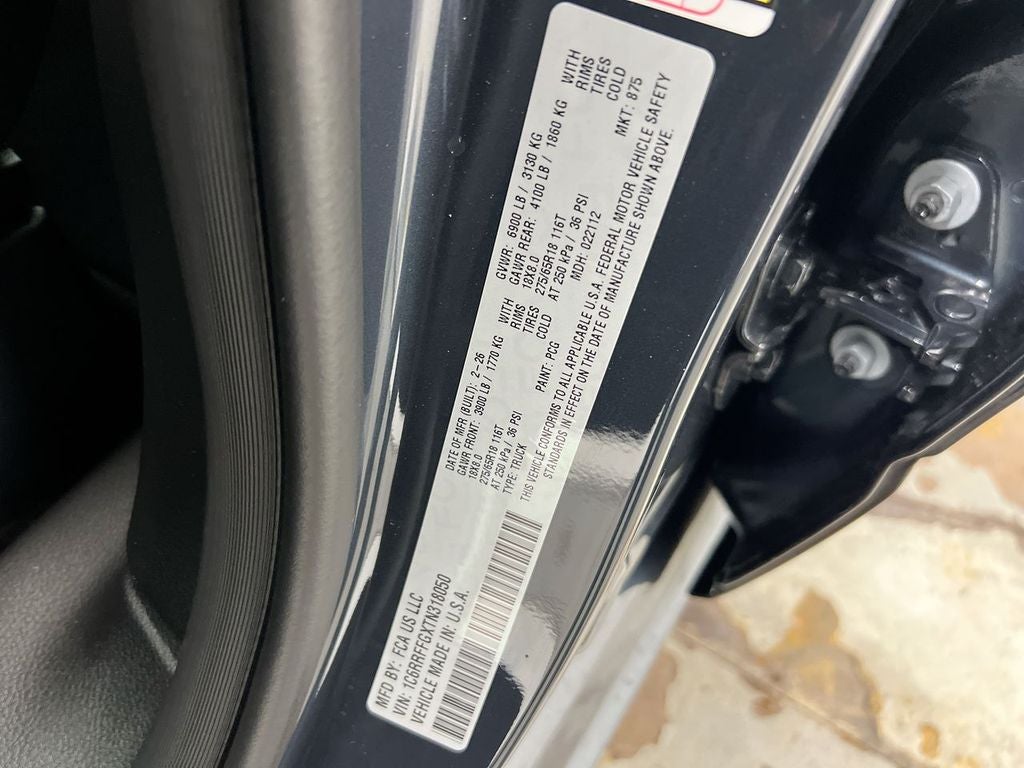 MFD BY: FCA US LLC
VIN: 1C6RRFFGXTN318050
VEHICLE MADE IN: U.S.A.
DATE OF MFR (BUILT): 2-26
GVWR: 6900 LB / 3130 KG
GAWR FRONT: 3900 LB / 1770 KG WITH
GAWR REAR: 4100 LB / 1860 KG WITH
18X8.0 RIMS
18X8.0 RIMS
275/65R18 116T TIRES
275/65R18 116T TIRES
AT 250 kPa / 36 PSI COLD
AT 250 kPa / 36 PSI COLD
TYPE: TRUCK
PAINT: PCG
MDH: 022112
MKT: 875
THIS VEHICLE CONFORMS TO ALL APPLICABLE U.S.A. FEDERAL MOTOR VEHICLE SAFETY
STANDARDS IN EFFECT ON THE DATE OF MANUFACTURE SHOWN ABOVE.